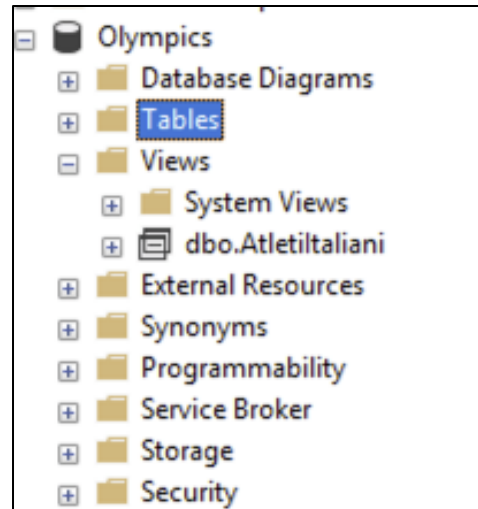 Olympics
Database Diagrams
Tables
Views
System Views
dbo.AtletiItaliani
External Resources
Synonyms
Programmability
Service Broker
Storage
Security